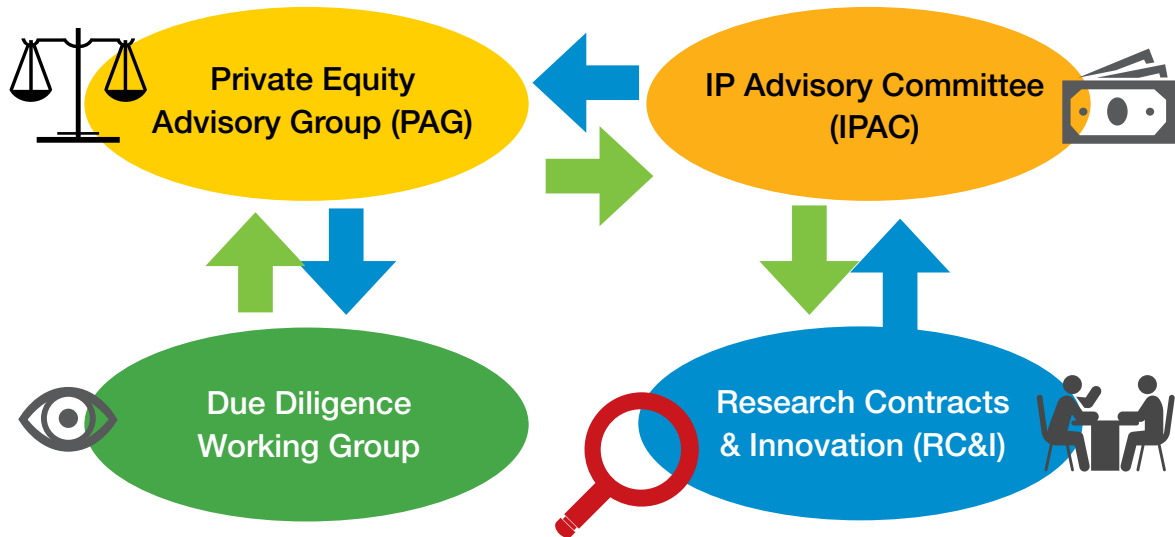 Private Equity
Advisory Group (PAG)
IP Advisory Committee
(IPAC)
Due Diligence
Working Group
Research Contracts
& Innovation (RC&I)